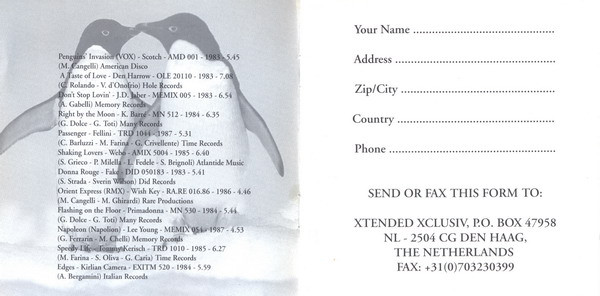 Penguins' Invasion (VOX) - Scotch - AMD 001 - 1983 - 5.45
(M. Cangelli) American Disco
A Taste of Love - Den Harrow - OLE 20110 - 1983 - 7.08
(C. Rolando - V. d'Onofrio) Hole Records
Don't Stop Lovin' - J.D. Jaber - MEMIX 005 - 1983 - 6.54
(A. Gabelli) Memory Records
Right by the Moon - K. Barré - MN 512 - 1984 - 6.35
(G. Dolce - G. Toti) Many Records
Passenger - Fellini - TRD 1044 - 1987 - 5.31
(C. Barluzzi - M. Farina - G. Crivellente) Time Records
Shaking Lovers - Webo - AMIX 5004 - 1985 - 6.40
(S. Grieco - P. Milella - L. Fedele - S. Brignoli) Atlantide Music
Donna Rouge - Fake - DID 050183 - 1983 - 5.41
(S. Strada - Sverin Wilson) Did Records
Orient Express (RMX) - Wish Key - RA.RE 016.86 - 1986 - 4.46
(M. Cangelli - M. Ghirardi) Rare Productions
Flashing on the Floor - Primadonna - MN 530 - 1984 - 5.44
(G. Dolce - G. Toti) Many Records
Napoleon (Napolion) - Lee Young - MEMIX 054 - 1987 - 4.53
(G. Ferrarin - M. Chelli) Memory Records
Speedy Life - Tommy Kerisch - TRD 1010 - 1985 - 6.27
(M. Farina - S. Oliva - G. Caria) Time Records
Edges - Kirlian Camera - EXITM 520 - 1984 - 5.59
(A. Bergamini) Italian Records
Your Name ..........................................
Address ................................................
Zip/City ...............................................
Country ...............................................
Phone ..................................................
SEND OR FAX THIS FORM TO:
XTENDED XCLUSIV, P.O. BOX 47958
NL - 2504 CG DEN HAAG,
THE NETHERLANDS
FAX: +31(0)703230399